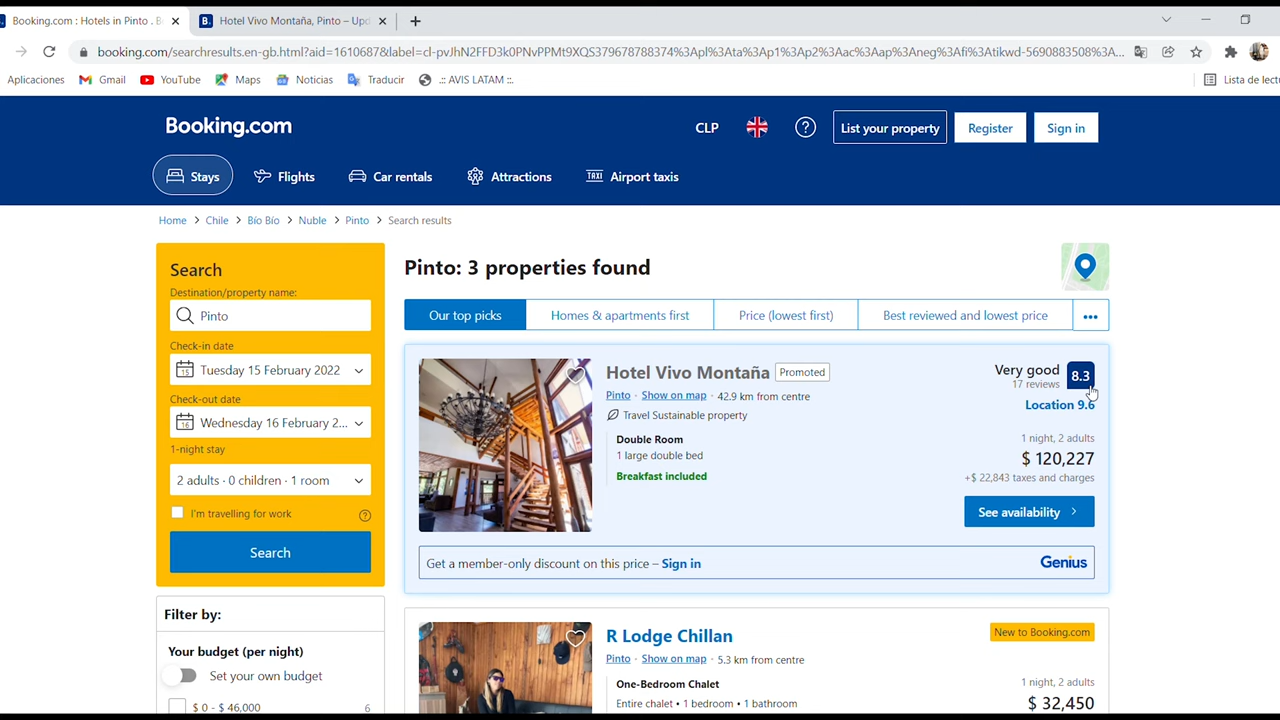 Booking.com : Hotels in Pinto . B
Hotel Vivo Montaña, Pinto – Upd
booking.com/searchresults.en-gb.html?aid=1610687&label=cl-pvJhN2FFD3k0PNvPPMt9XQS379678788374%3Apl%3Ata%3Ap1%3Ap2%3Aac%3Aap%3Aneg%3Afi%3Atikwd-5690883508%3A...
Aplicaciones Gmail YouTube Maps Noticias Traducir .:: AVIS LATAM ::. Lista de lectu
Booking.com
CLP
List your property
Register
Sign in
Stays
Flights
Car rentals
Attractions
TAXI Airport taxis
Home > Chile > Bío Bío > Nuble > Pinto > Search results
Search
Destination/property name:
Pinto
Check-in date
15 Tuesday 15 February 2022
Check-out date
16 Wednesday 16 February 2...
1-night stay
2 adults · 0 children · 1 room
I'm travelling for work
Search
Filter by:
Your budget (per night)
Set your own budget
$ 0 - $ 46,000 6
Pinto: 3 properties found
Our top picks
Homes & apartments first
Price (lowest first)
Best reviewed and lowest price
Hotel Vivo Montaña Promoted
Pinto · Show on map · 42.9 km from centre
Travel Sustainable property
Double Room
1 large double bed
Breakfast included
Very good 8.3
17 reviews
Location 9.6
1 night, 2 adults
$ 120,227
+$ 22,843 taxes and charges
See availability
Get a member-only discount on this price – Sign in Genius
R Lodge Chillan
New to Booking.com
Pinto · Show on map · 5.3 km from centre
One-Bedroom Chalet
Entire chalet • 1 bedroom • 1 bathroom
1 night, 2 adults
$ 32,450